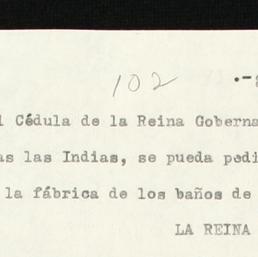 102
l Cédula de la Reina Goberna
as las Indias, se pueda pedi
la fábrica de los baños de
LA REINA